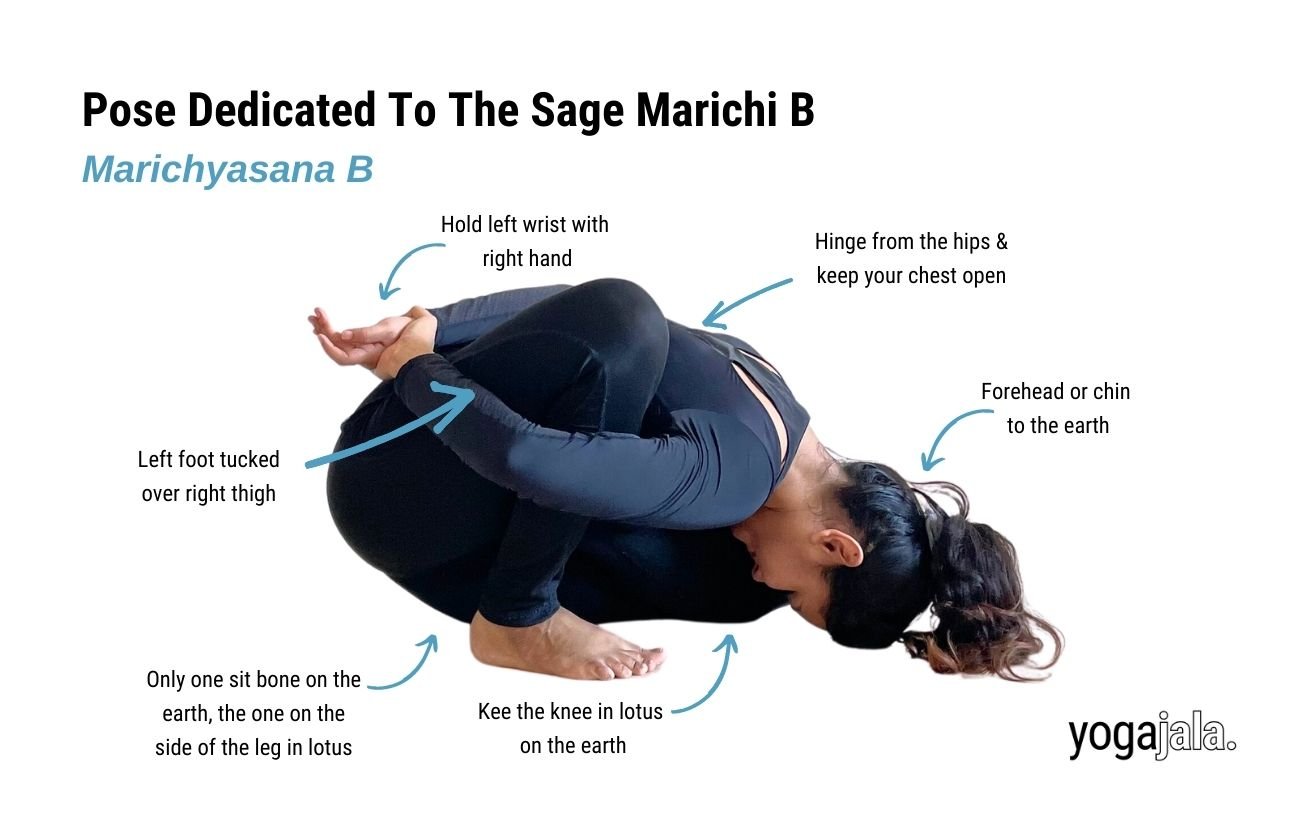 Pose Dedicated To The Sage Marichi B
Marichyasana B
Hold left wrist with
right hand
Hinge from the hips &
keep your chest open
Forehead or chin
to the earth
Left foot tucked
over right thigh
Only one sit bone on the
earth, the one on the
side of the leg in lotus
Kee the knee in lotus
on the earth
yogajala.